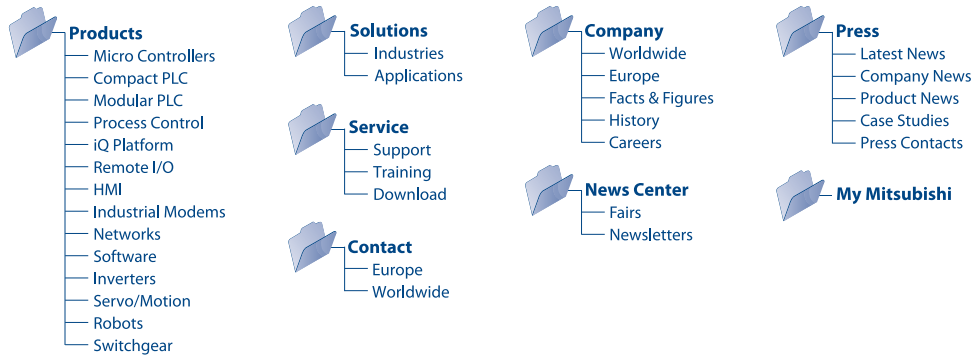 Products
Micro Controllers
Compact PLC
Modular PLC
Process Control
iQ Platform
Remote I/O
HMI
Industrial Modems
Networks
Software
Inverters
Servo/Motion
Robots
Switchgear
Solutions
Industries
Applications
Service
Support
Training
Download
Contact
Europe
Worldwide
Company
Worldwide
Europe
Facts & Figures
History
Careers
News Center
Fairs
Newsletters
Press
Latest News
Company News
Product News
Case Studies
Press Contacts
My Mitsubishi